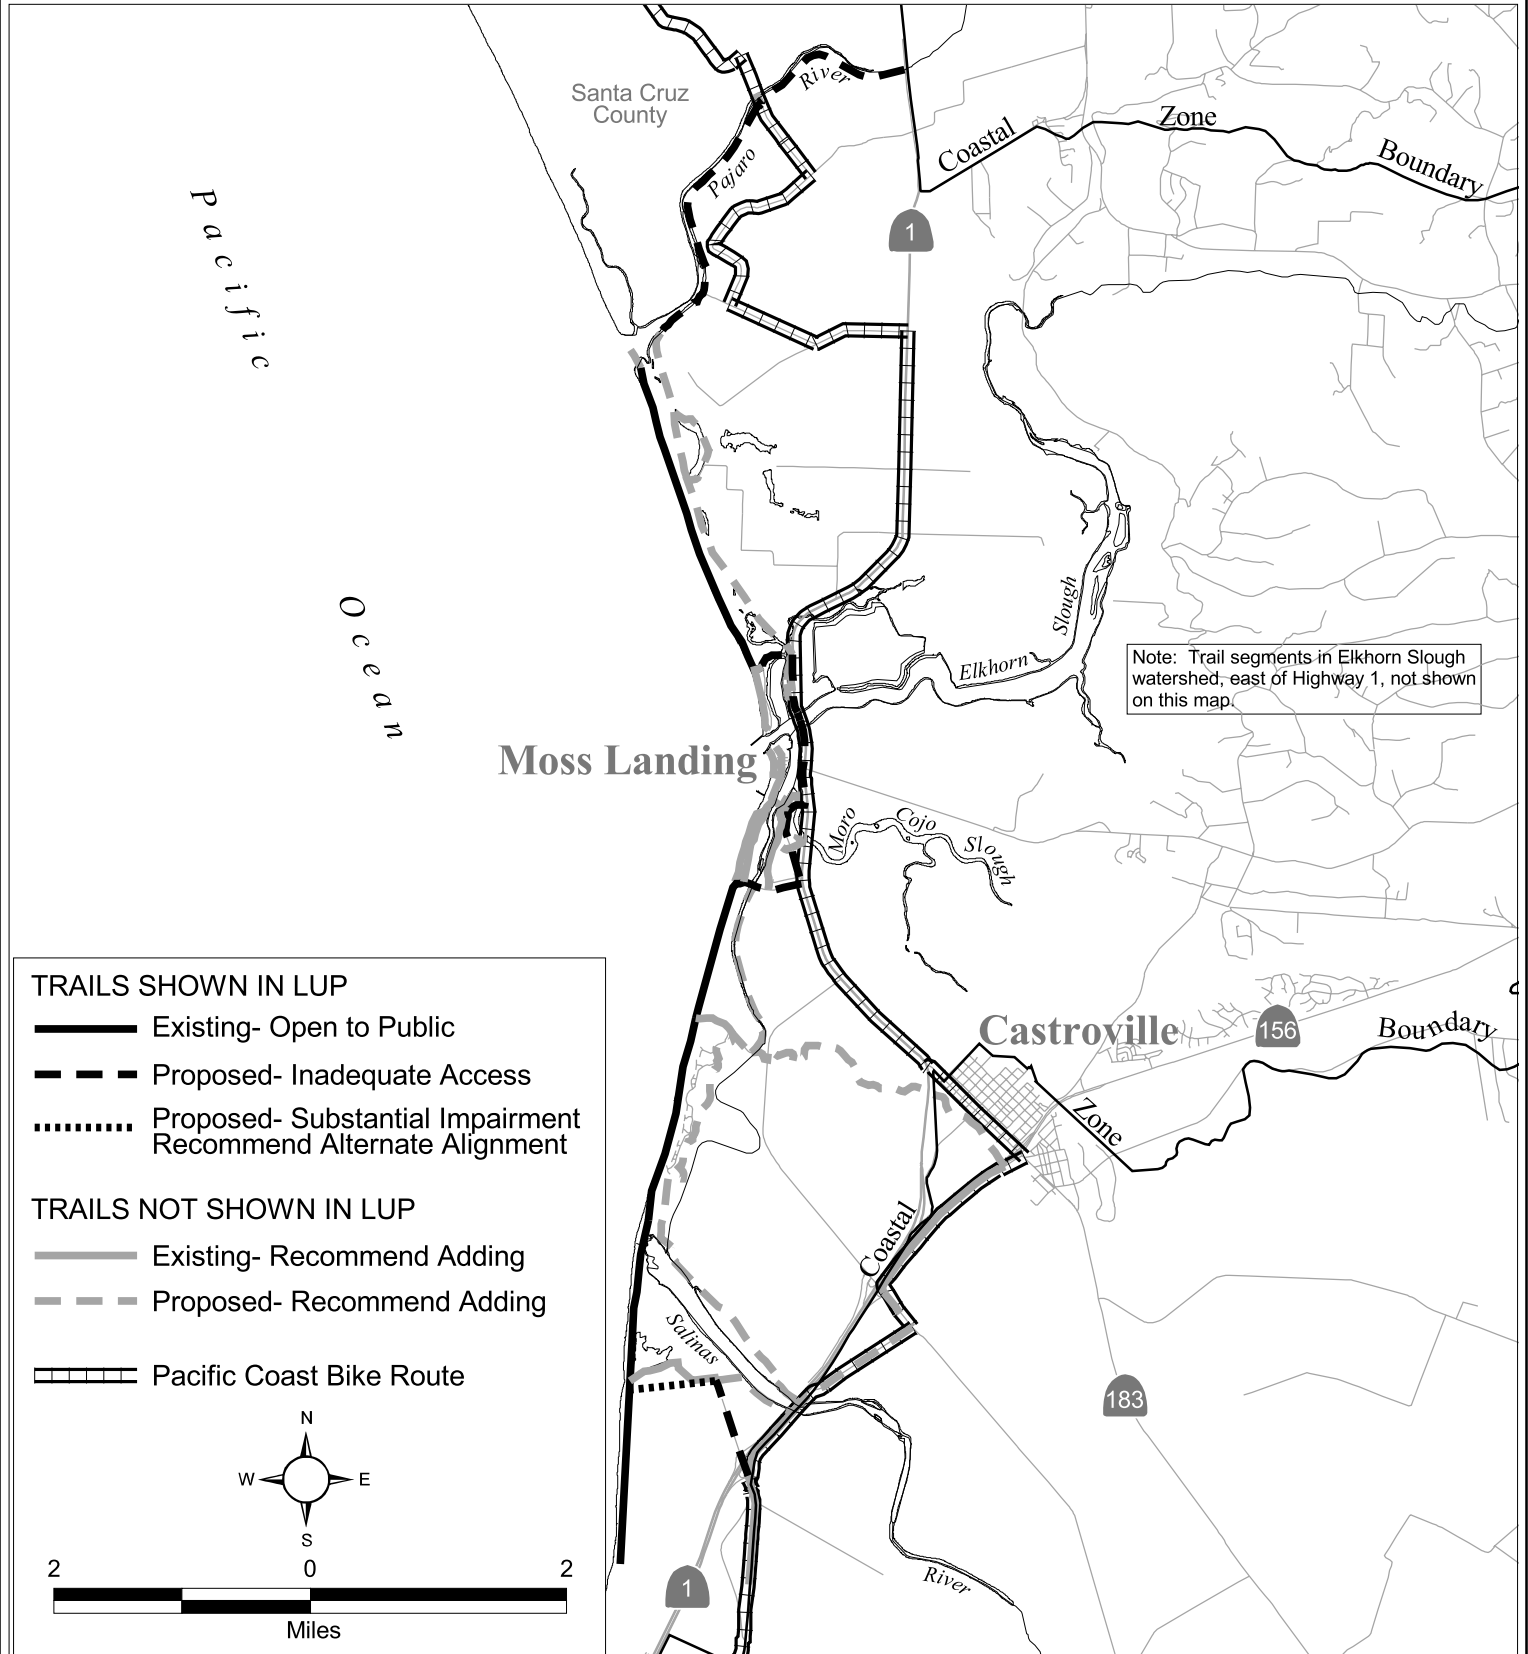 Santa Cruz
County
River
Pajaro
Coastal
Zone
Boundary
1
Pacific
Ocean
Slough
Elkhorn
Note: Trail segments in Elkhorn Slough
watershed, east of Highway 1, not shown
on this map.
Moss Landing
Moro
Cojo
Slough
Castroville
156
Boundary
Zone
Coastal
Salinas
183
River
1
TRAILS SHOWN IN LUP
Existing- Open to Public
Proposed- Inadequate Access
Proposed- Substantial Impairment
Recommend Alternate Alignment
TRAILS NOT SHOWN IN LUP
Existing- Recommend Adding
Proposed- Recommend Adding
Pacific Coast Bike Route
N
W E
S
2 0 2
Miles